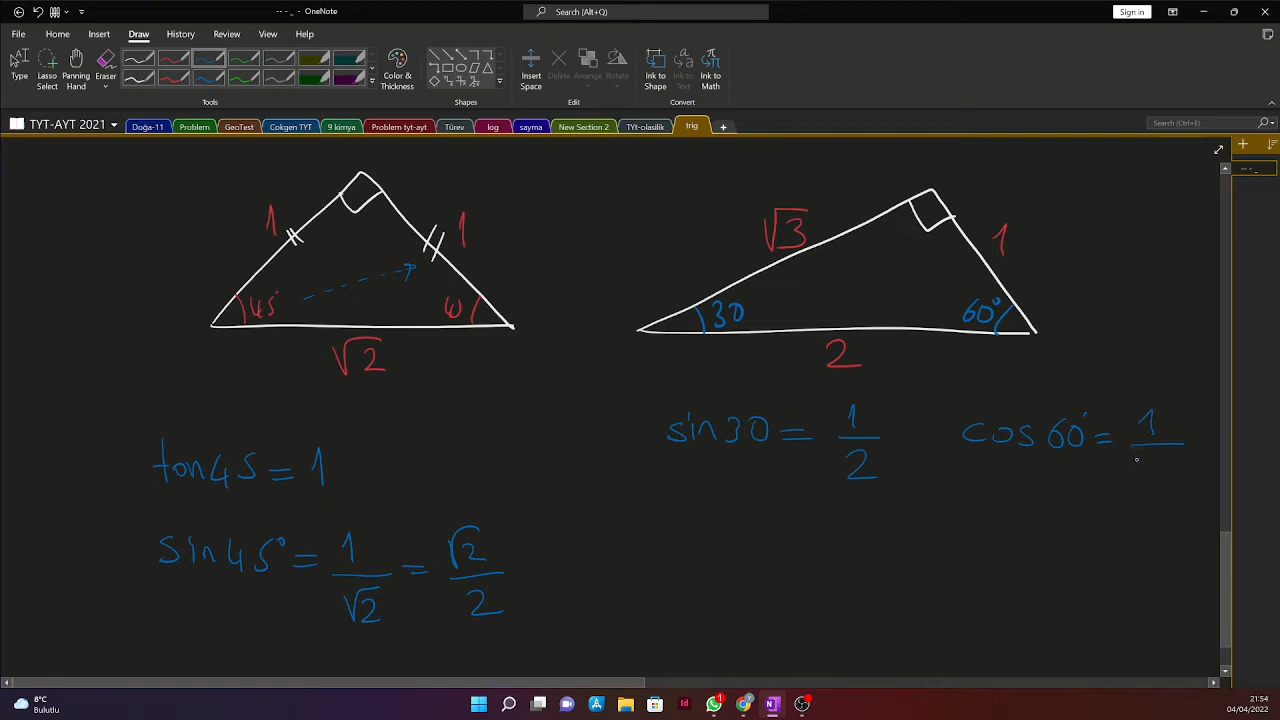 -- - OneNote
Search (Alt+Q)
Sign in
File Home Insert Draw History Review View Help
Type
Lasso Select
Panning Hand
Eraser
Color & Thickness
Insert Space
Delete
Arrange
Rotate
Ink to Shape
Ink to Text
Ink to Math
Tools
Shapes
Edit
Convert
TYT-AYT 2021
Doğa-11 Problem GeoTest Cokgen TYT 9 kimya Problem tyt-ayt Türev log sayma New Section 2 TYt-olasilik trig
Search (Ctrl+E)
1 1
45°
√2
√3 1
30 60°
2
sin30 = 1/2 cos60° = 1
tan45 = 1
sin45° = 1/√2 = √2/2
8°C
Bulutlu
1
21:54
04/04/2022